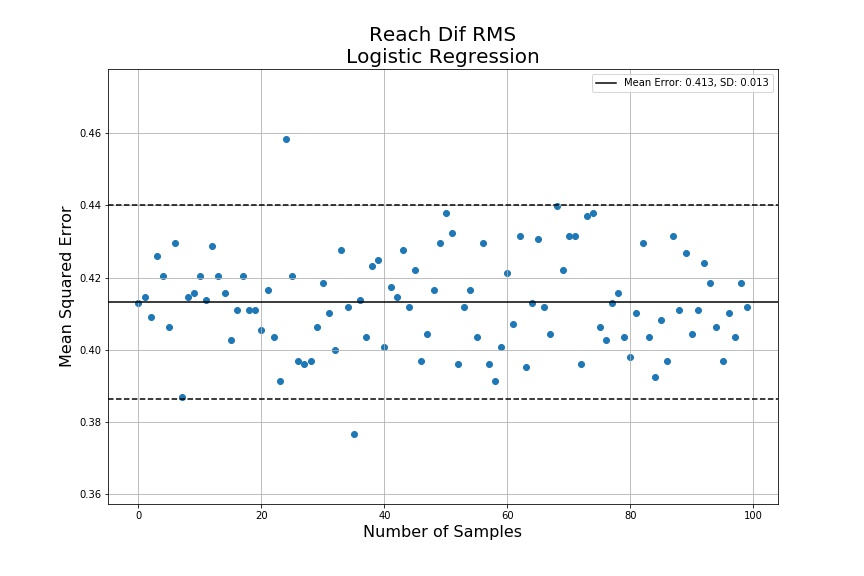 Reach Dif RMS
Logistic Regression
Mean Error: 0.413, SD: 0.013
Mean Squared Error
0.46
0.44
0.42
0.40
0.38
0.36
0
20
40
60
80
100
Number of Samples